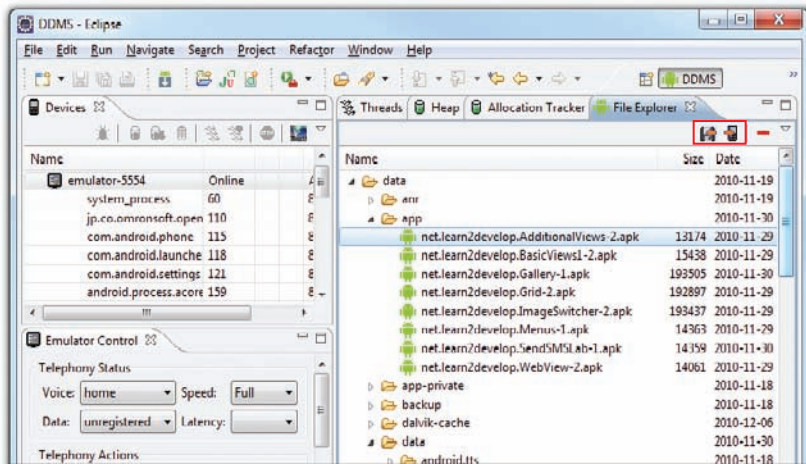 DDMS - Eclipse
File Edit Run Navigate Search Project Refactor Window Help
DDMS
Devices
Name
emulator-5554 Online
system_process 60
jp.co.omronsoft.open 110
com.android.phone 115
com.android.launche 118
com.android.settings 121
android.process.acore 159
Emulator Control
Telephony Status
Voice: home Speed: Full
Data: unregistered Latency:
Telephony Actions
Threads Heap Allocation Tracker File Explorer
Name Size Date
data 2010-11-19
anr 2010-11-19
app 2010-11-30
net.learn2develop.AdditionalViews-2.apk 13174 2010-11-29
net.learn2develop.BasicViews1-2.apk 15438 2010-11-29
net.learn2develop.Gallery-1.apk 193505 2010-11-30
net.learn2develop.Grid-2.apk 192897 2010-11-29
net.learn2develop.ImageSwitcher-2.apk 193437 2010-11-29
net.learn2develop.Menus-1.apk 14363 2010-11-29
net.learn2develop.SendSMSLab-1.apk 14359 2010-11-30
net.learn2develop.WebView-2.apk 14061 2010-11-29
app-private 2010-11-18
backup 2010-11-18
dalvik-cache 2010-12-06
data 2010-11-30
android.tts 2010-11-18